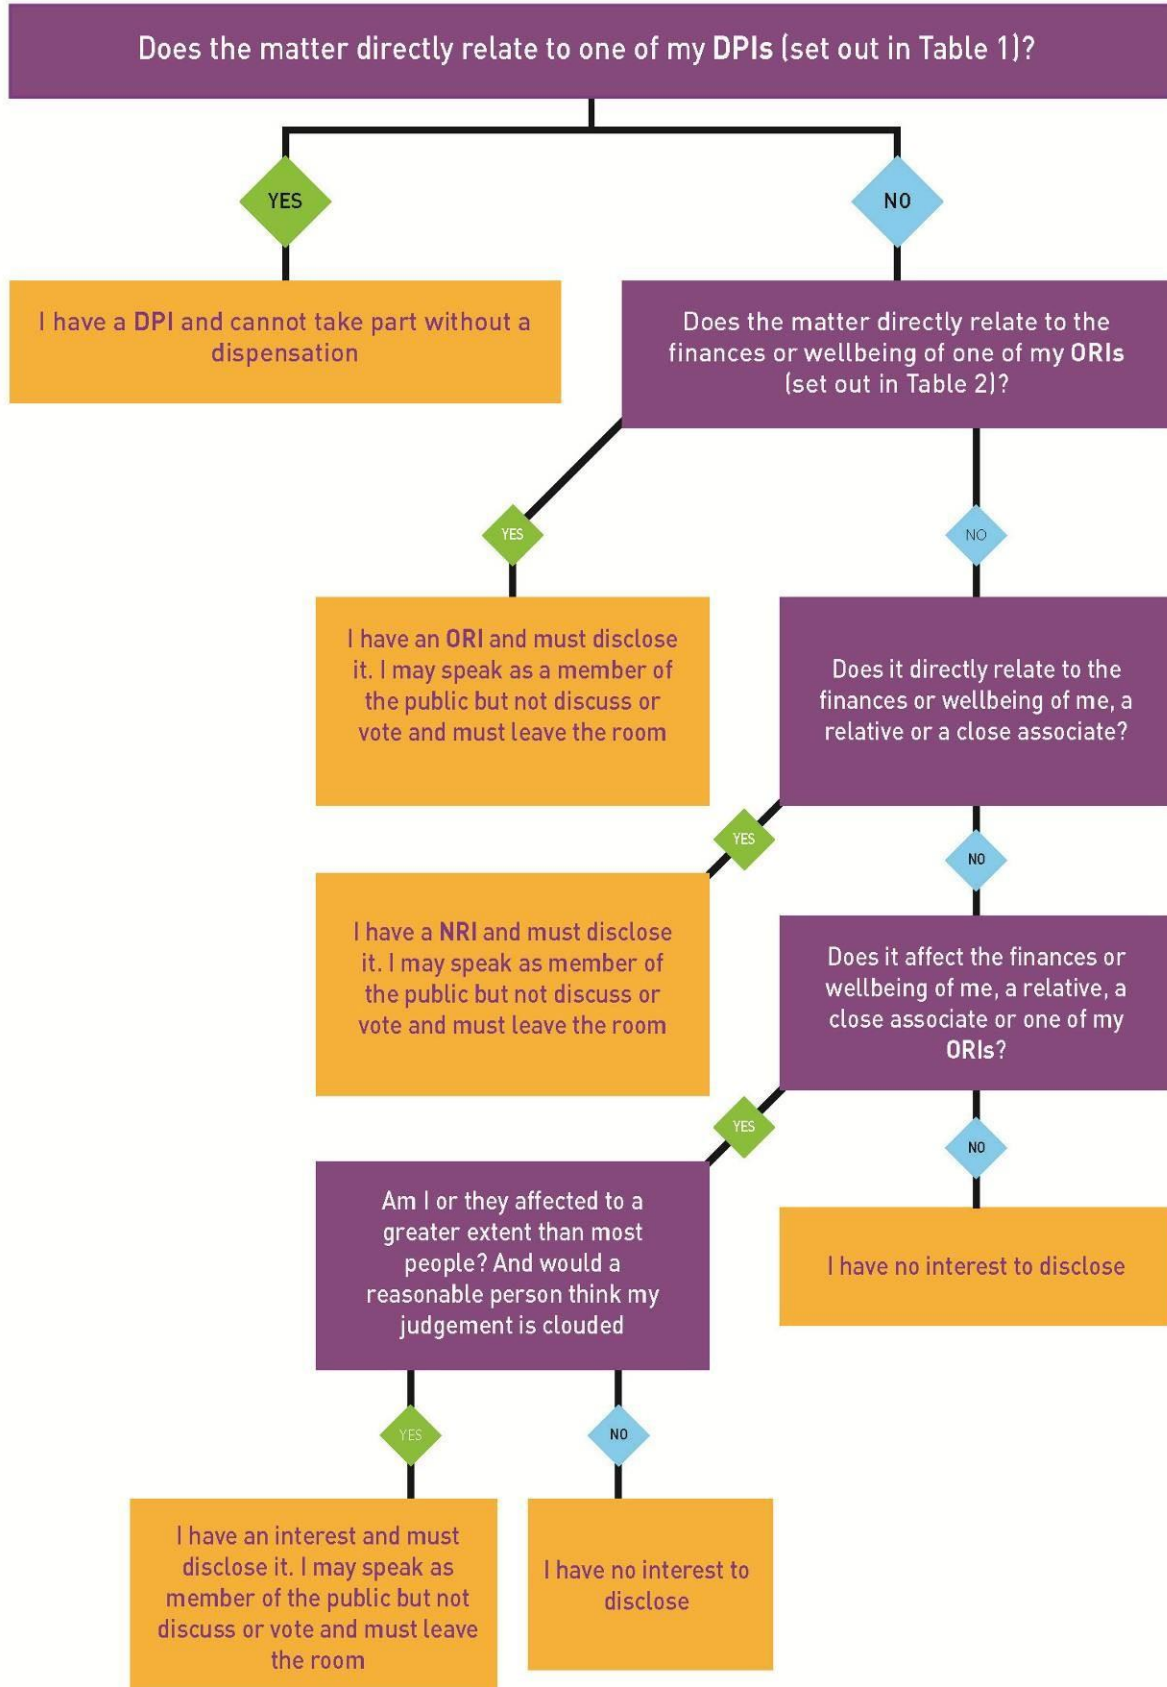 Does the matter directly relate to one of my DPIs (set out in Table 1)?
YES
NO
I have a DPI and cannot take part without a
dispensation
Does the matter directly relate to the
finances or wellbeing of one of my ORIs
(set out in Table 2)?
YES
NO
I have an ORI and must disclose
it. I may speak as a member of
the public but not discuss or
vote and must leave the room
Does it directly relate to the
finances or wellbeing of me, a
relative or a close associate?
YES
NO
I have a NRI and must disclose
it. I may speak as member of
the public but not discuss or
vote and must leave the room
Does it affect the finances or
wellbeing of me, a relative, a
close associate or one of my
ORIs?
YES
NO
Am I or they affected to a
greater extent than most
people? And would a
reasonable person think my
judgement is clouded
I have no interest to disclose
YES
NO
I have an interest and must
disclose it. I may speak as
member of the public but not
discuss or vote and must leave
the room
I have no interest to
disclose